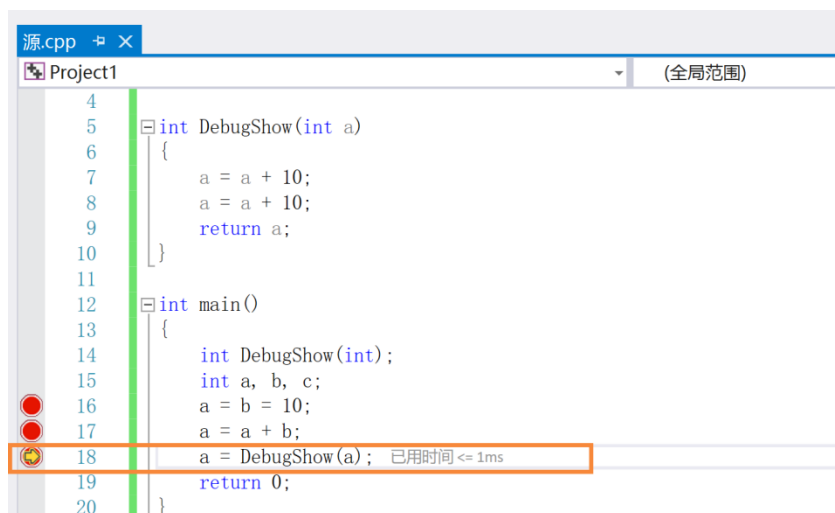 源.cpp
Project1 (全局范围)
4
5 int DebugShow(int a)
6 {
7 a = a + 10;
8 a = a + 10;
9 return a;
10 }
11
12 int main()
13 {
14 int DebugShow(int);
15 int a, b, c;
16 a = b = 10;
17 a = a + b;
18 a = DebugShow(a); 已用时间 <= 1ms
19 return 0;
20 }